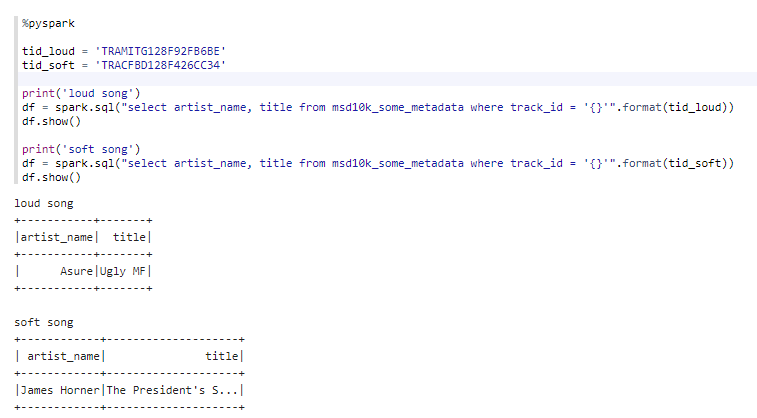 %pyspark
tid_loud = 'TRAMITG128F92FB6BE'
tid_soft = 'TRACFBD128F426CC34'
print('loud song')
df = spark.sql("select artist_name, title from msd10k_some_metadata where track_id = '{}'".format(tid_loud))
df.show()
print('soft song')
df = spark.sql("select artist_name, title from msd10k_some_metadata where track_id = '{}'".format(tid_soft))
df.show()
loud song
+-----------+-------+
|artist_name|  title|
+-----------+-------+
|      Asure|Ugly MF|
+-----------+-------+
soft song
+------------+--------------------+
| artist_name|               title|
+------------+--------------------+
|James Horner|The President's S...|
+------------+--------------------+